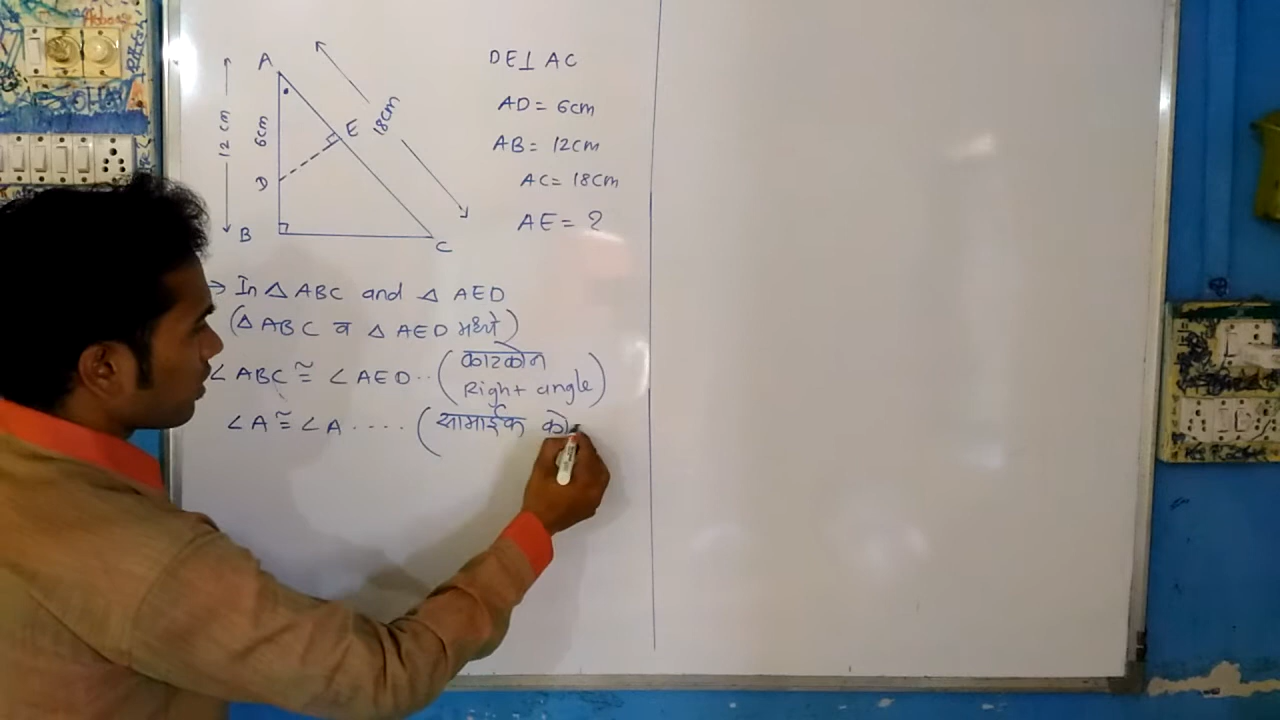 A
E
18cm
12 cm
6cm
D
B
C
DE⊥ AC
AD = 6cm
AB = 12cm
AC = 18cm
AE = ?
→ In △ ABC and △ AED
(△ ABC व △ AED मध्ये)
∠ ABC ≅ ∠ AED .. (काटकोन
Right angle)
∠A ≅ ∠A .... (सामाईक को